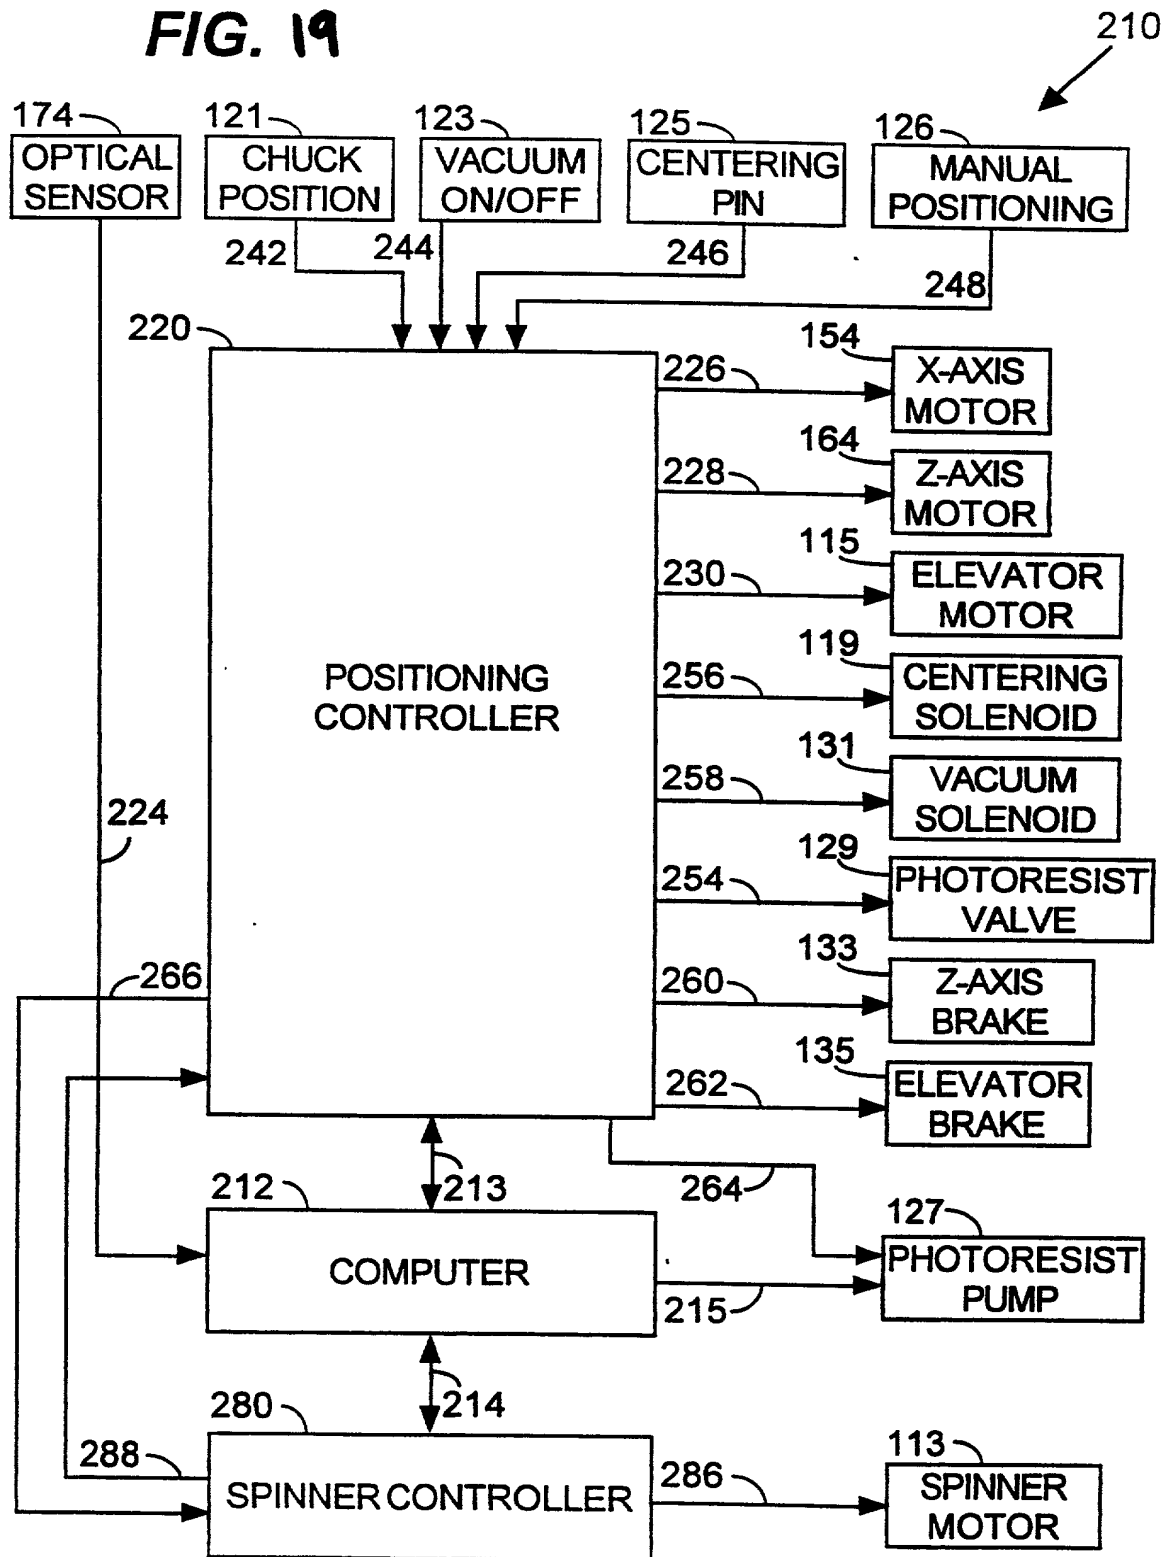 FIG. 19
210
174
121
123
125
126
OPTICAL
SENSOR
CHUCK
POSITION
VACUUM
ON/OFF
CENTERING
PIN
MANUAL
POSITIONING
242
244
246
248
220
POSITIONING
CONTROLLER
226
154
X-AXIS
MOTOR
228
164
Z-AXIS
MOTOR
230
115
ELEVATOR
MOTOR
256
119
CENTERING
SOLENOID
258
131
VACUUM
SOLENOID
224
254
129
PHOTORESIST
VALVE
266
260
133
Z-AXIS
BRAKE
262
135
ELEVATOR
BRAKE
213
264
212
COMPUTER
215
127
PHOTORESIST
PUMP
214
280
288
SPINNER CONTROLLER
286
113
SPINNER
MOTOR